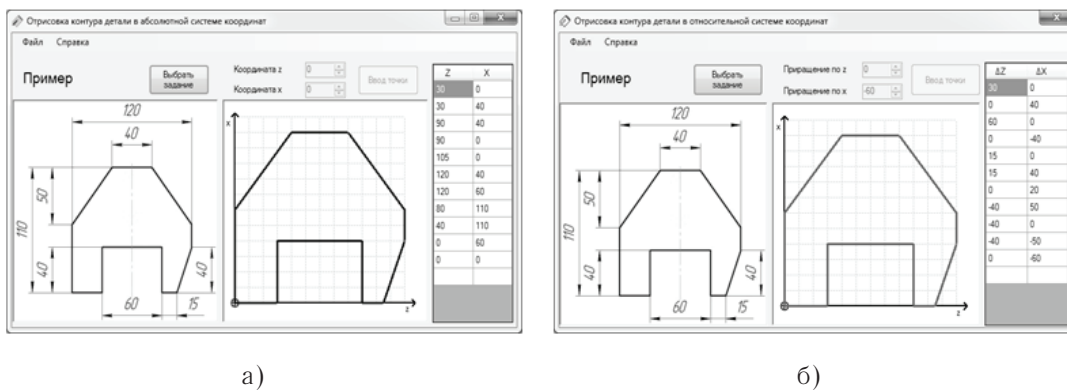 Отрисовка контура детали в абсолютной системе координат
Файл Справка
Пример
Выбрать
задание
Координата z 0
Координата x 0
Ввод точки
120
40
50
110
40
40
60
15
x
z
Z X
30 0
30 40
90 40
90 0
105 0
120 40
120 60
80 110
40 110
0 60
0 0
а)
Отрисовка контура детали в относительной системе координат
Файл Справка
Пример
Выбрать
задание
Приращение по z 0
Приращение по x -60
Ввод точки
120
40
50
110
40
40
60
15
x
z
ΔZ ΔX
30 0
0 40
60 0
0 -40
15 0
15 40
0 20
-40 50
-40 0
-40 -50
0 -60
б)